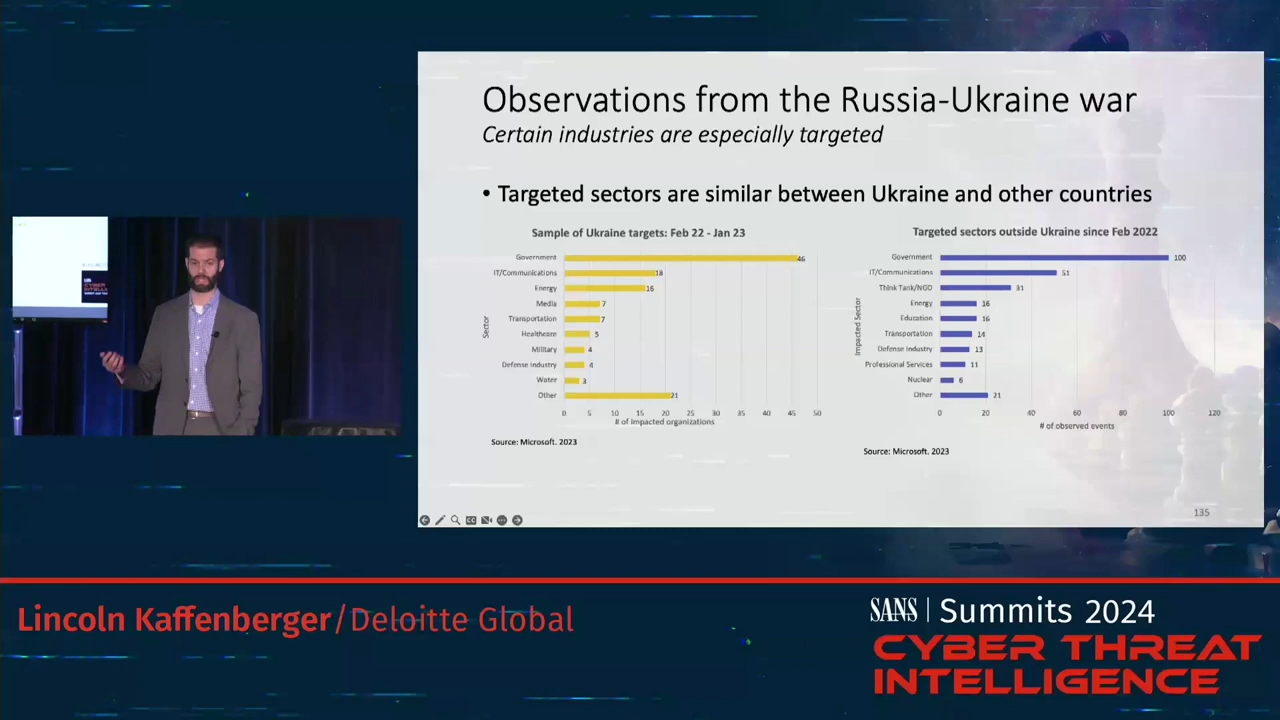 Observations from the Russia-Ukraine war
Certain industries are especially targeted
• Targeted sectors are similar between Ukraine and other countries
Sample of Ukraine targets: Feb 22 - Jan 23
Sector
Government 46
IT/Communications 18
Energy 16
Media 7
Transportation 7
Healthcare 5
Military 4
Defense Industry 4
Water 3
Other 21
0 5 10 15 20 25 30 35 40 45 50
# of impacted organizations
Source: Microsoft. 2023
Targeted sectors outside Ukraine since Feb 2022
Impacted Sector
Government 100
IT/Communications 51
Think Tank/NGO 31
Energy 16
Education 16
Transportation 14
Defense Industry 13
Professional Services 11
Nuclear 6
Other 21
0 20 40 60 80 100 120
# of observed events
Source: Microsoft. 2023
135
Lincoln Kaffenberger/Deloitte Global
SANS | Summits 2024
CYBER THREAT
INTELLIGENCE